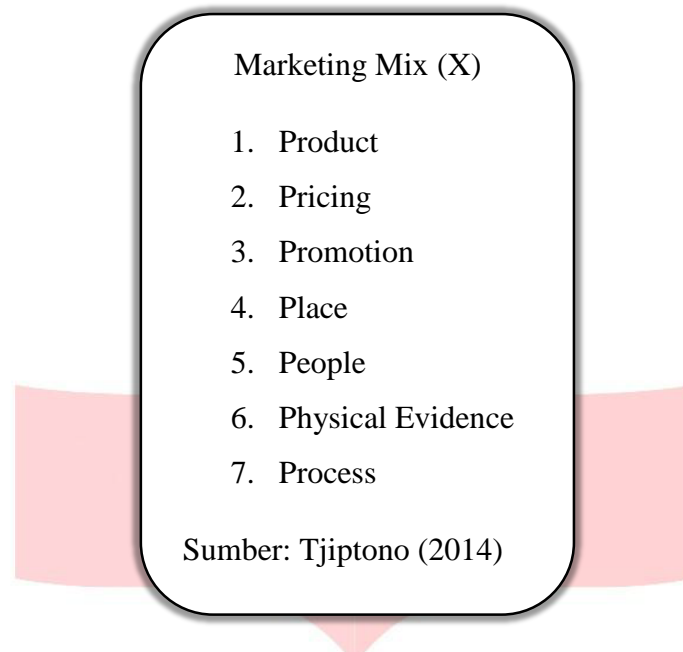 Marketing Mix (X)
1. Product
2. Pricing
3. Promotion
4. Place
5. People
6. Physical Evidence
7. Process
Sumber: Tjiptono (2014)